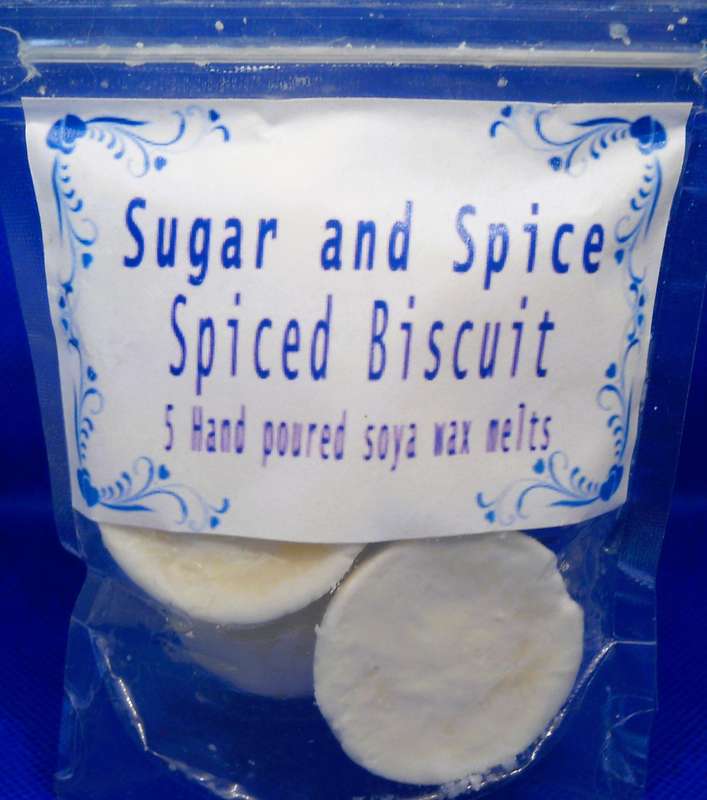 Sugar and Spice
Spiced Biscuit
5 Hand poured soya wax melts